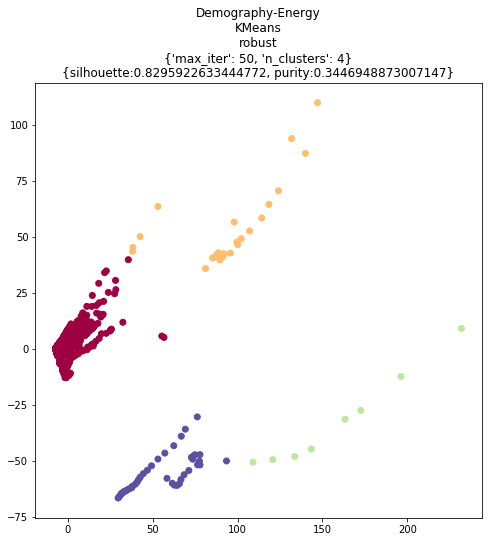 Demography-Energy
KMeans
robust
{'max_iter': 50, 'n_clusters': 4}
{silhouette:0.8295922633444772, purity:0.3446948873007147}
100
75
50
25
0
−25
−50
−75
0
50
100
150
200